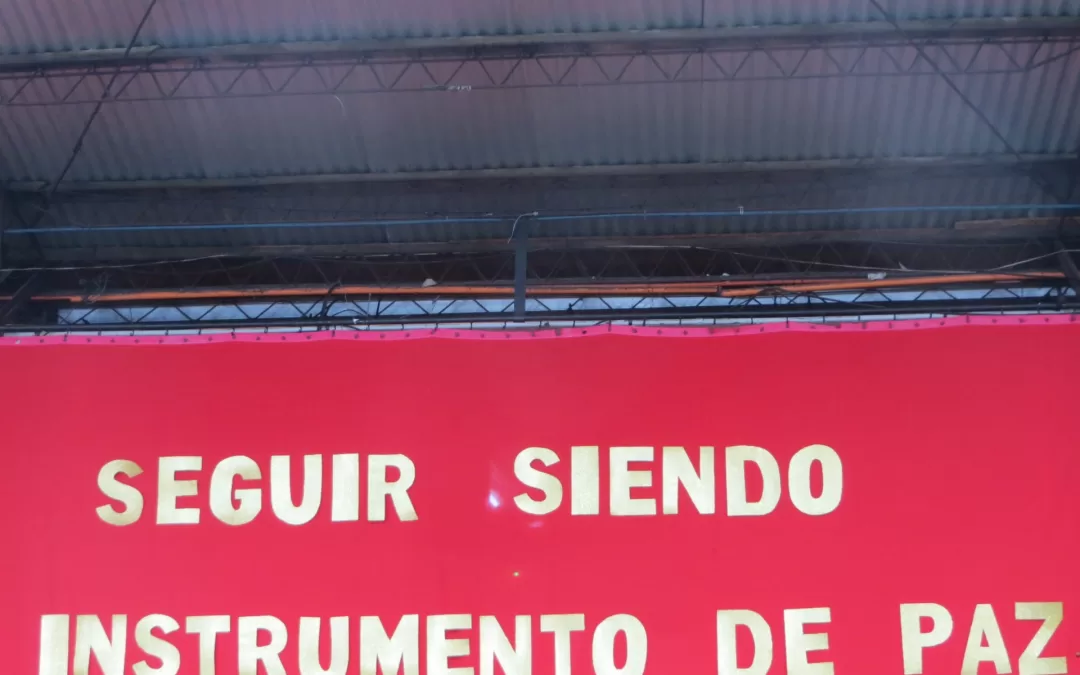 SEGUIR SIENDO
INSTRUMENTO DE PAZ